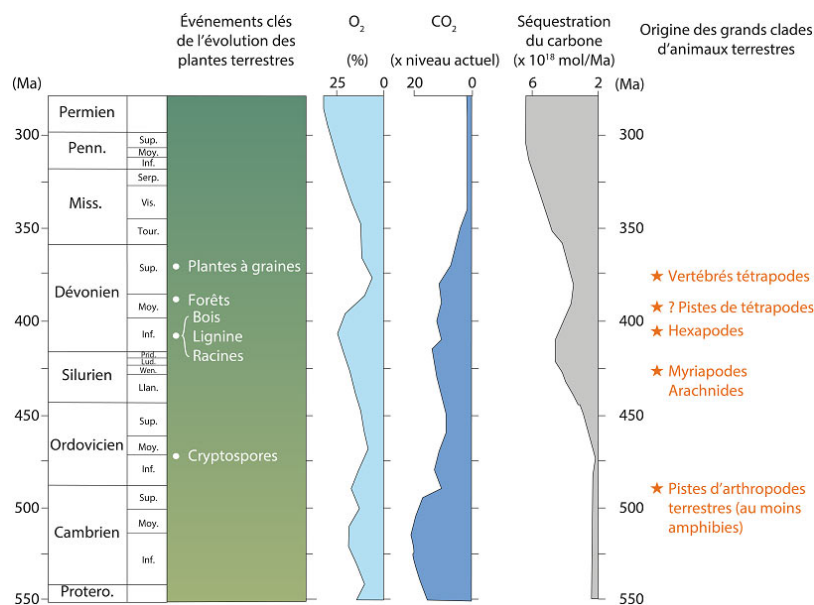 Événements clés
de l'évolution des
plantes terrestres
O₂
(%)
CO₂
(x niveau actuel)
Séquestration
du carbone
(x 10¹⁸ mol/Ma)
Origine des grands clades
d'animaux terrestres
(Ma)
25 0
20 0
6 2
(Ma)
Permien
300
Penn.
Sup.
Moy.
Inf.
300
Miss.
Serp.
Vis.
Tour.
350
350
Dévonien
Sup.
Moy.
Inf.
400
400
Plantes à graines
Forêts
Bois
Lignine
Racines
Vertébrés tétrapodes
? Pistes de tétrapodes
Hexapodes
Silurien
Prid.
Lud.
Wen.
Llan.
Myriapodes
Arachnides
450
450
Ordovicien
Sup.
Moy.
Inf.
Cryptospores
500
500
Cambrien
Sup.
Moy.
Inf.
Pistes d'arthropodes
terrestres (au moins
amphibies)
Protero.
550
550